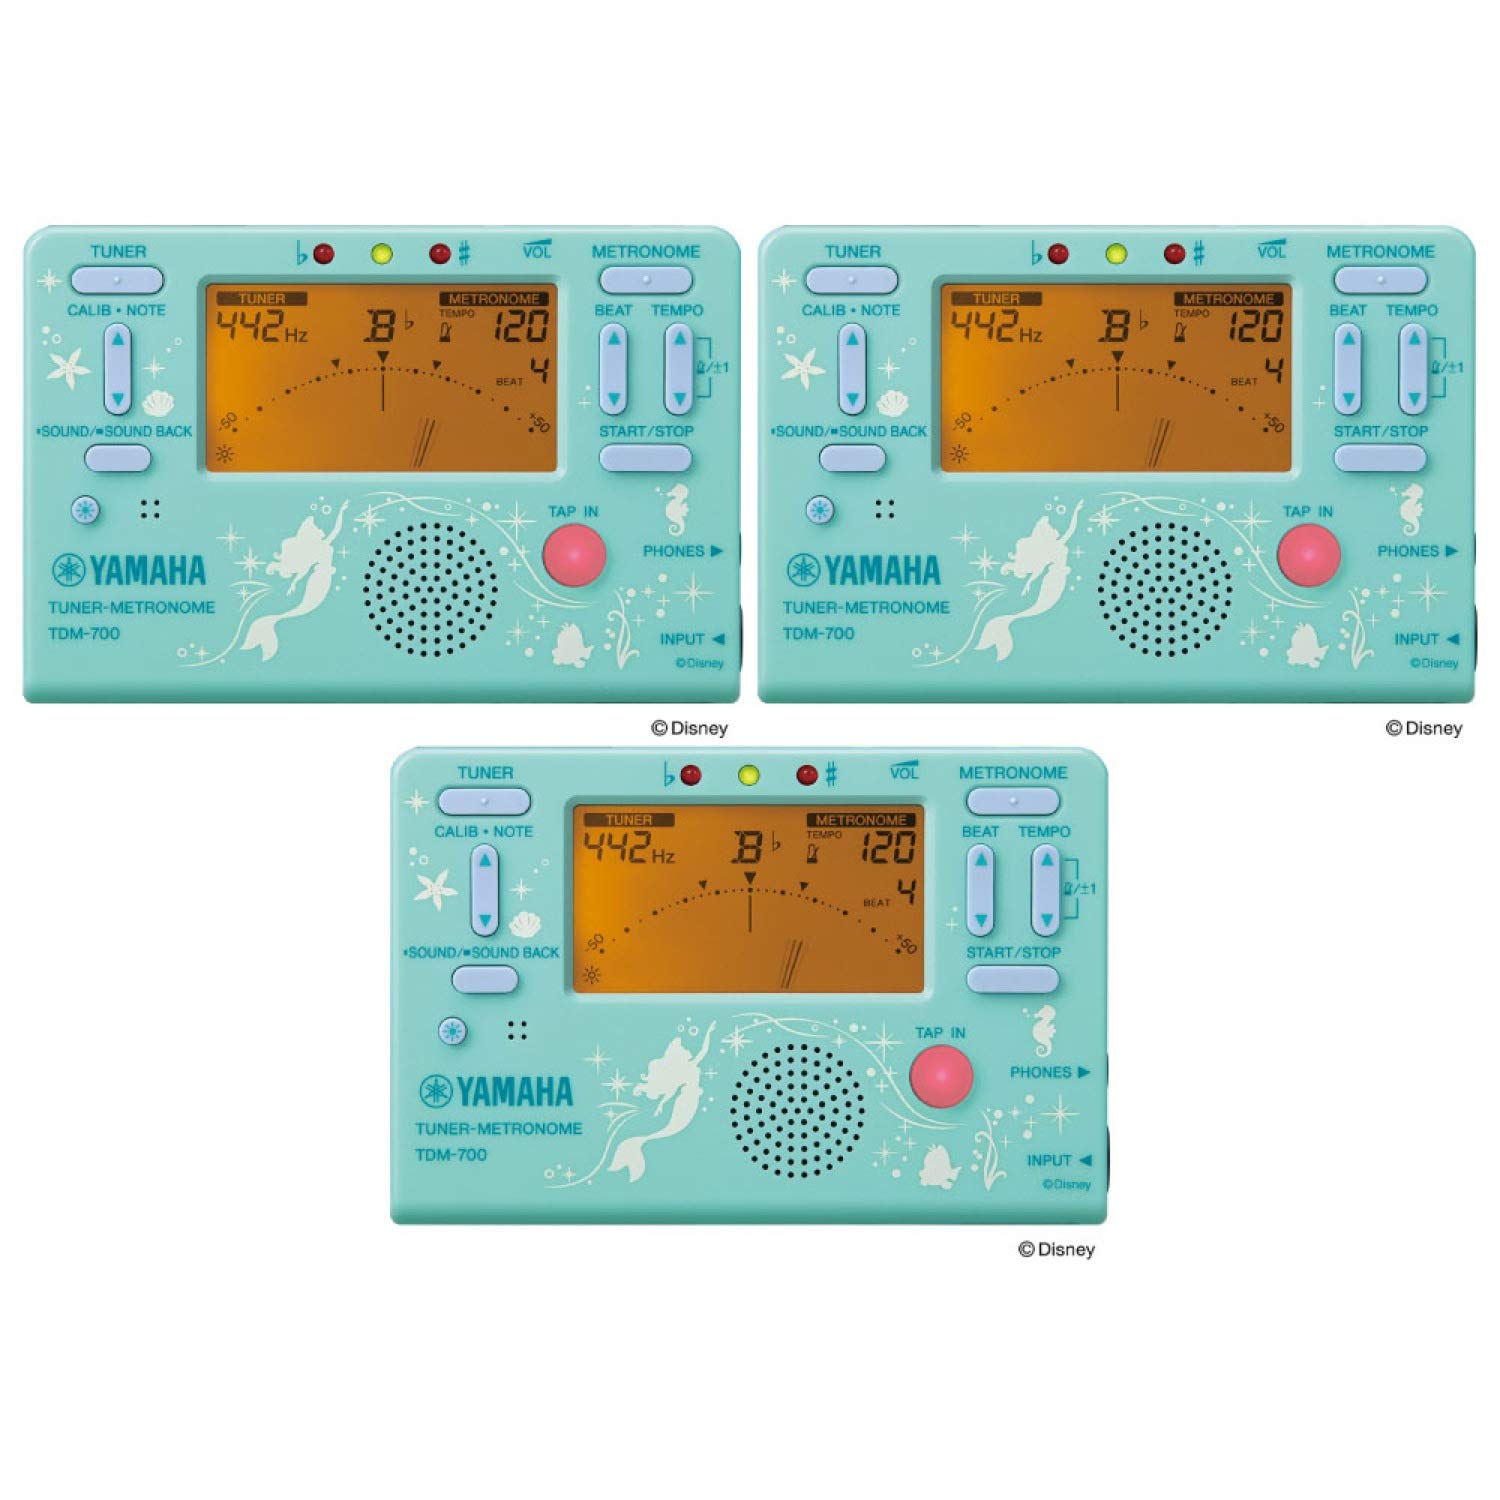 TUNER ♭ ♯ VOL METRONOME
CALIB • NOTE
TUNER METRONOME
442Hz B♭ TEMPO 120
BEAT 4
-50 +50
BEAT TEMPO
/±1
SOUND/SOUND BACK
START/STOP
TAP IN
PHONES ▶
YAMAHA
TUNER-METRONOME
TDM-700
INPUT ◀
©Disney
©Disney
TUNER ♭ ♯ VOL METRONOME
CALIB • NOTE
TUNER METRONOME
442Hz B♭ TEMPO 120
BEAT 4
-50 +50
BEAT TEMPO
/±1
SOUND/SOUND BACK
START/STOP
TAP IN
PHONES ▶
YAMAHA
TUNER-METRONOME
TDM-700
INPUT ◀
©Disney
©Disney
TUNER ♭ ♯ VOL METRONOME
CALIB • NOTE
TUNER METRONOME
442Hz B♭ TEMPO 120
BEAT 4
-50 +50
BEAT TEMPO
/±1
SOUND/SOUND BACK
START/STOP
TAP IN
PHONES ▶
YAMAHA
TUNER-METRONOME
TDM-700
INPUT ◀
©Disney
©Disney